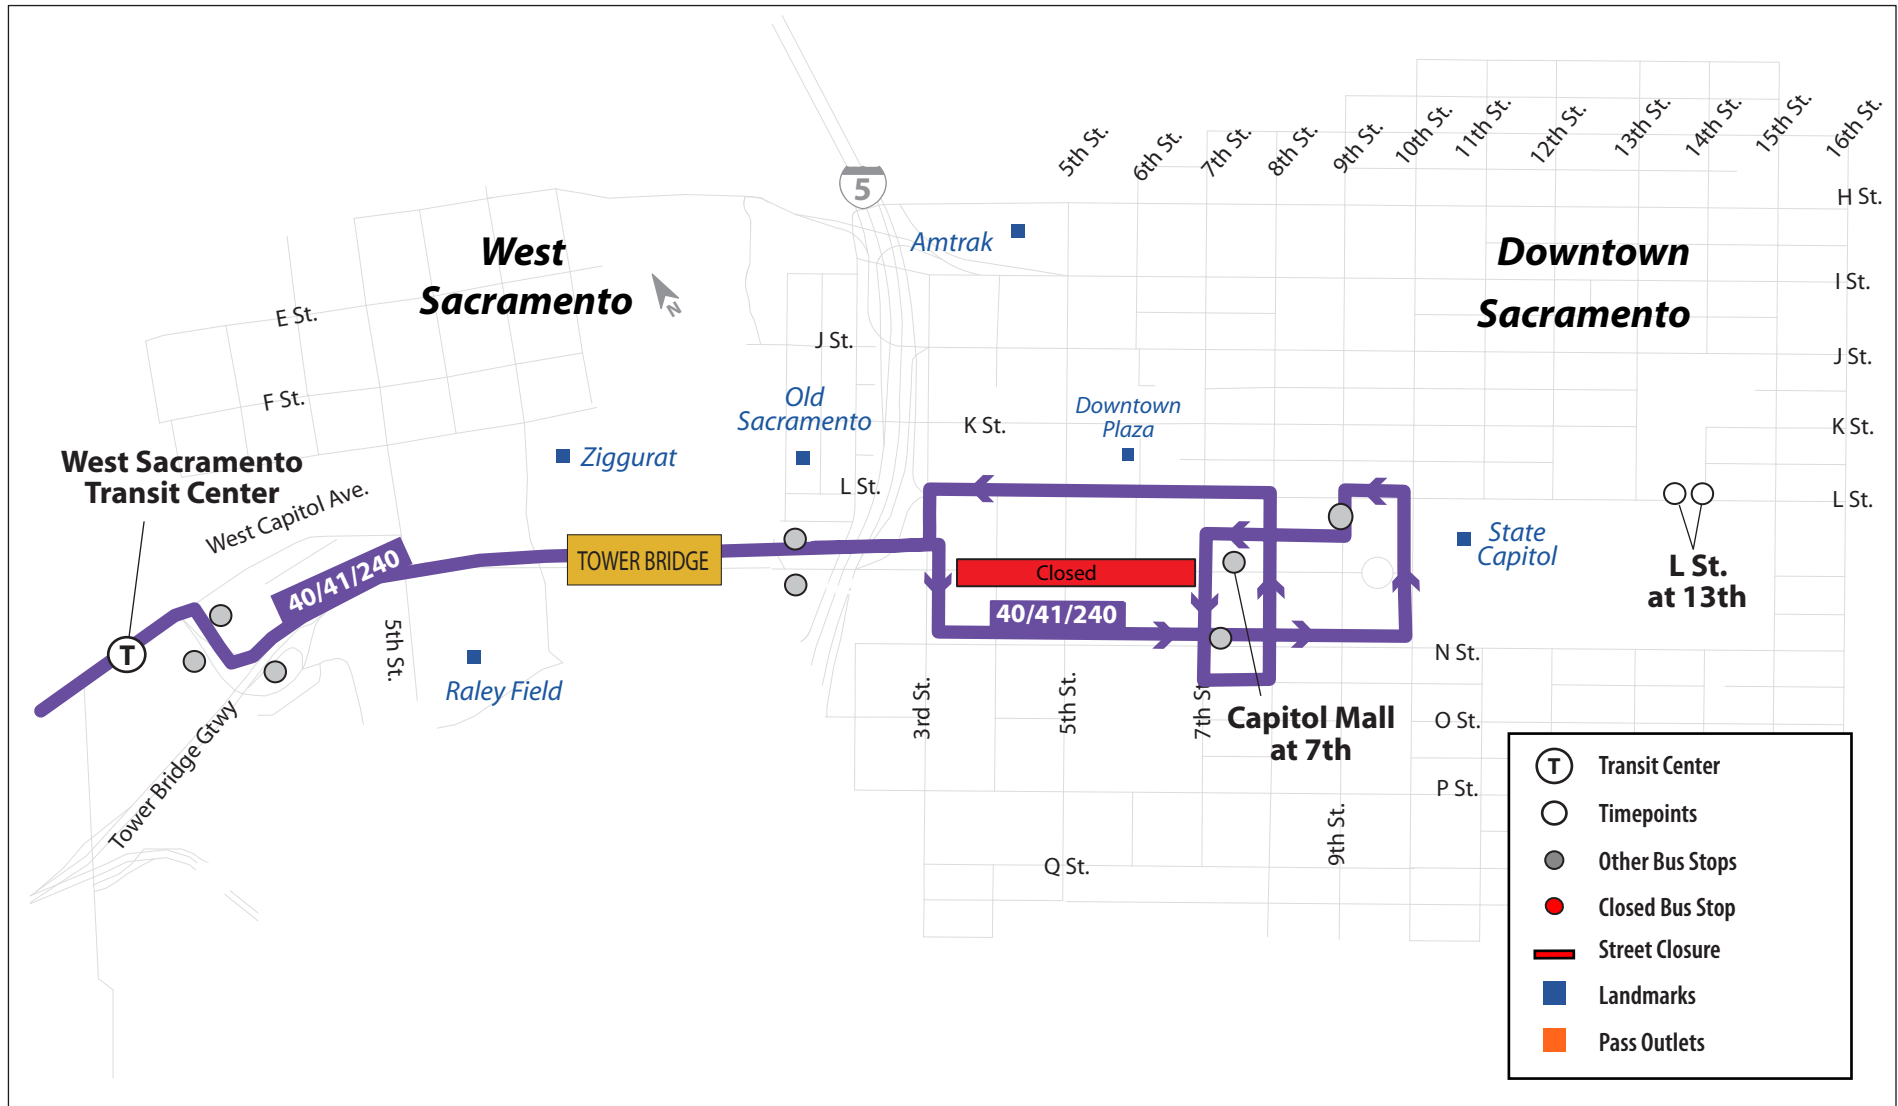 5th St.
6th St.
7th St.
8th St.
9th St.
10th St.
11th St.
12th St.
13th St.
14th St.
15th St.
16th St.
5
H St.
Amtrak
West
Sacramento
N
Downtown
Sacramento
I St.
E St.
J St.
J St.
F St.
Old
Sacramento
K St.
Downtown
Plaza
K St.
West Sacramento
Transit Center
Ziggurat
West Capitol Ave.
L St.
L St.
State
Capitol
TOWER BRIDGE
Closed
40/41/240
40/41/240
L St.
at 13th
T
5th St.
Raley Field
N St.
3rd St.
5th St.
7th St
Capitol Mall
at 7th
O St.
Tower Bridge Gtwy
P St.
9th St.
Q St.
T
Transit Center
Timepoints
Other Bus Stops
Closed Bus Stop
Street Closure
Landmarks
Pass Outlets